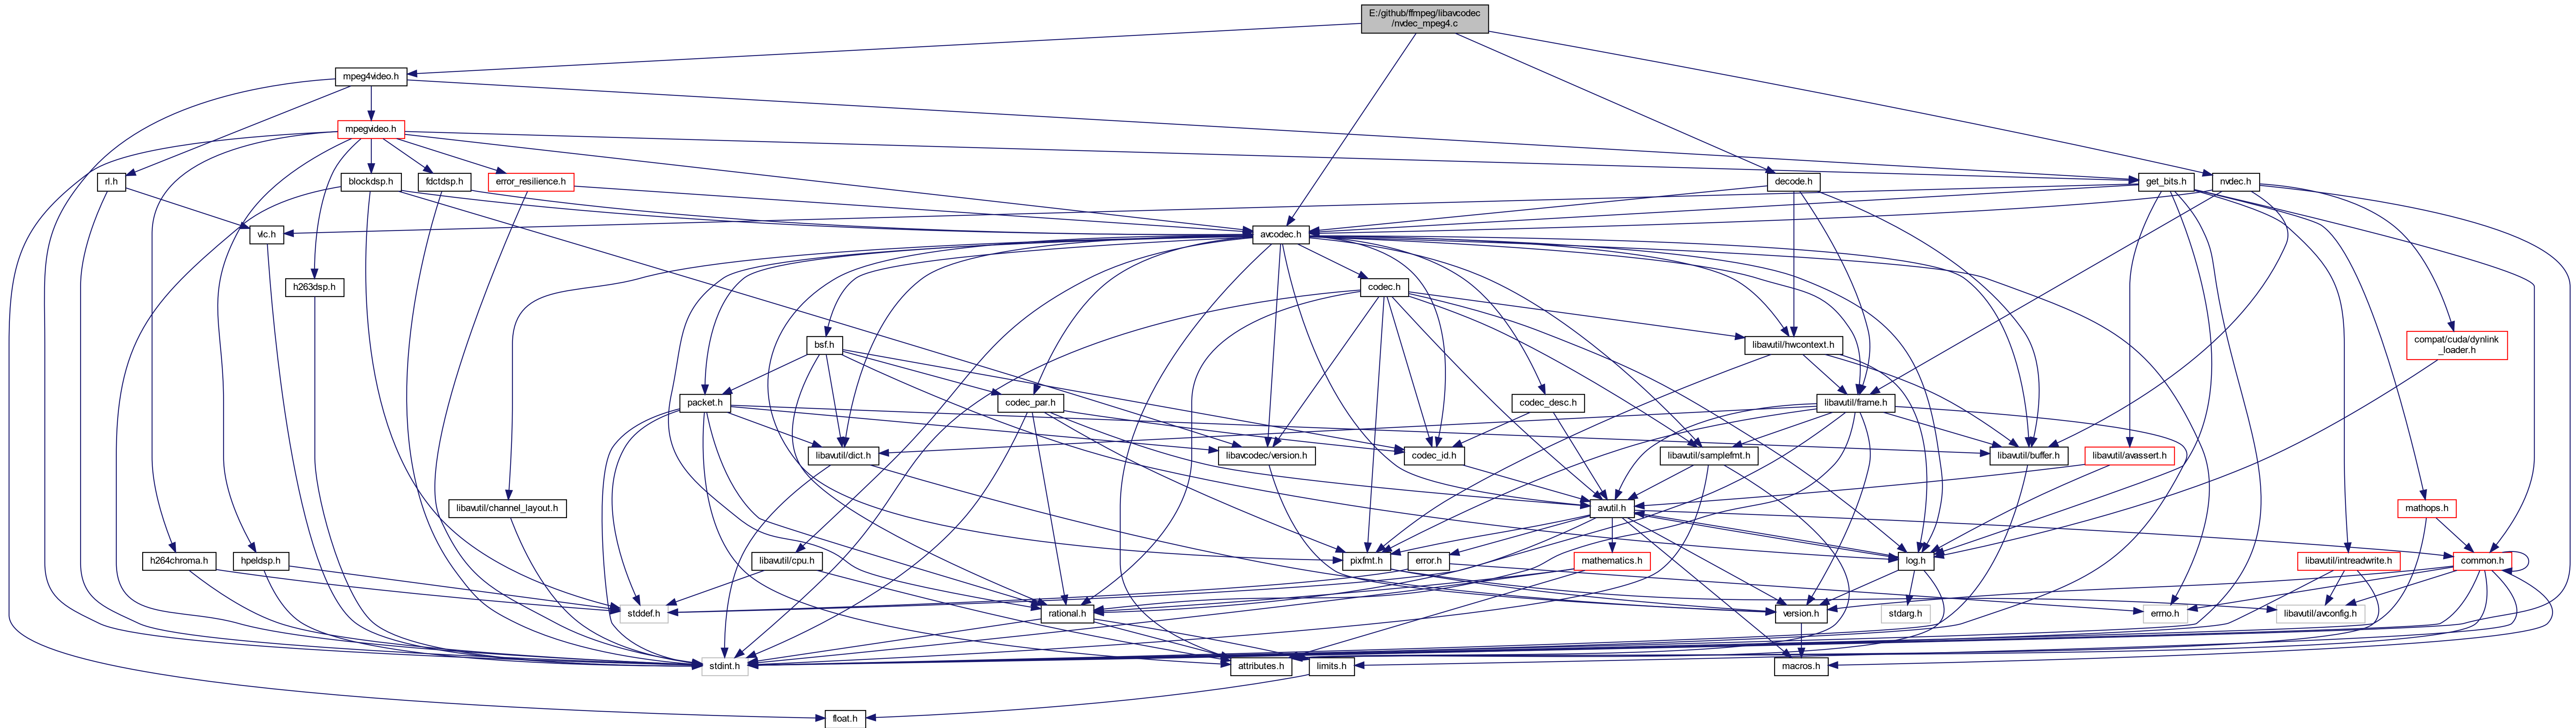 E:/github/ffmpeg/libavcodec
/nvdec_mpeg4.c
mpeg4video.h
mpegvideo.h
rl.h
blockdsp.h
fdctdsp.h
error_resilience.h
decode.h
get_bits.h
nvdec.h
vlc.h
avcodec.h
h263dsp.h
codec.h
bsf.h
libavutil/hwcontext.h
compat/cuda/dynlink
_loader.h
packet.h
codec_par.h
codec_desc.h
libavutil/frame.h
libavutil/dict.h
libavcodec/version.h
codec_id.h
libavutil/samplefmt.h
libavutil/buffer.h
libavutil/avassert.h
libavutil/channel_layout.h
avutil.h
mathops.h
h264chroma.h
hpeldsp.h
libavutil/cpu.h
pixfmt.h
error.h
mathematics.h
log.h
libavutil/intreadwrite.h
common.h
stddef.h
rational.h
version.h
stdarg.h
errno.h
libavutil/avconfig.h
stdint.h
attributes.h
limits.h
macros.h
float.h